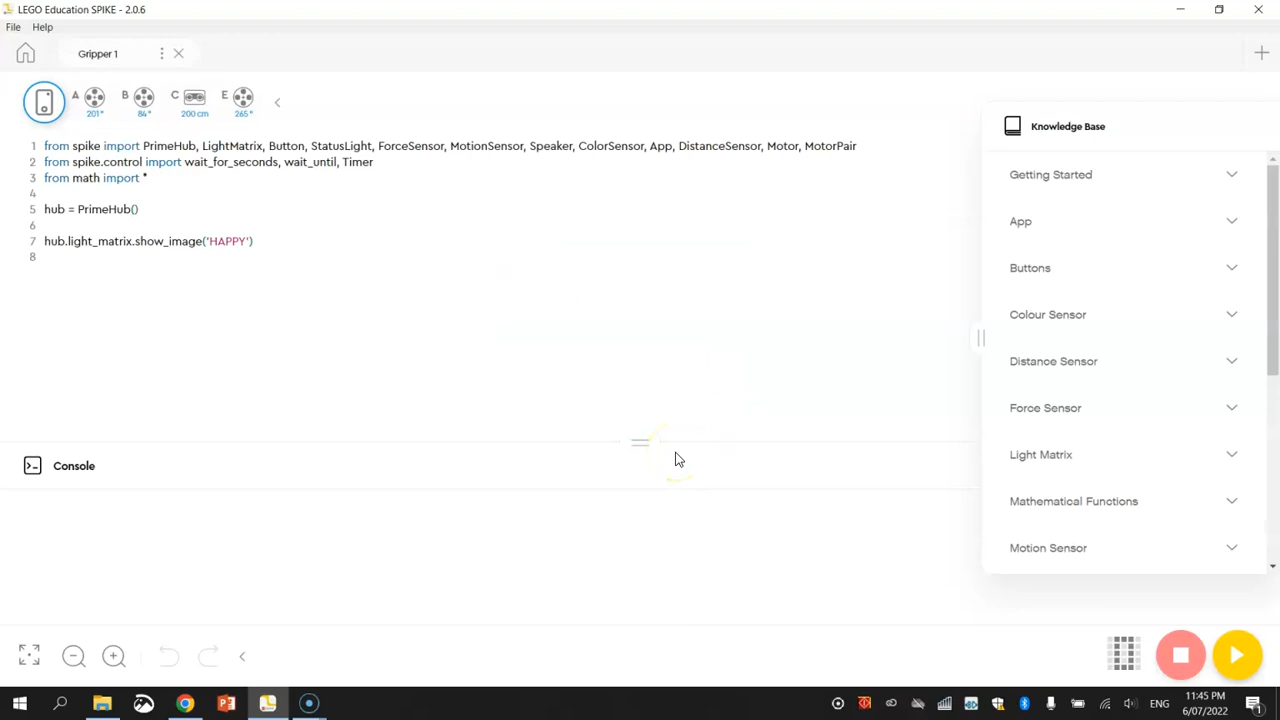 LEGO Education SPIKE - 2.0.6
File Help
Gripper 1
A B C E
201° 84° 200 cm 265°
1 from spike import PrimeHub, LightMatrix, Button, StatusLight, ForceSensor, MotionSensor, Speaker, ColorSensor, App, DistanceSensor, Motor, MotorPair
2 from spike.control import wait_for_seconds, wait_until, Timer
3 from math import *
4
5 hub = PrimeHub()
6
7 hub.light_matrix.show_image('HAPPY')
8
Knowledge Base
Getting Started
App
Buttons
Colour Sensor
Distance Sensor
Force Sensor
Light Matrix
Mathematical Functions
Motion Sensor
Console
ENG
11:45 PM
6/07/2022
1